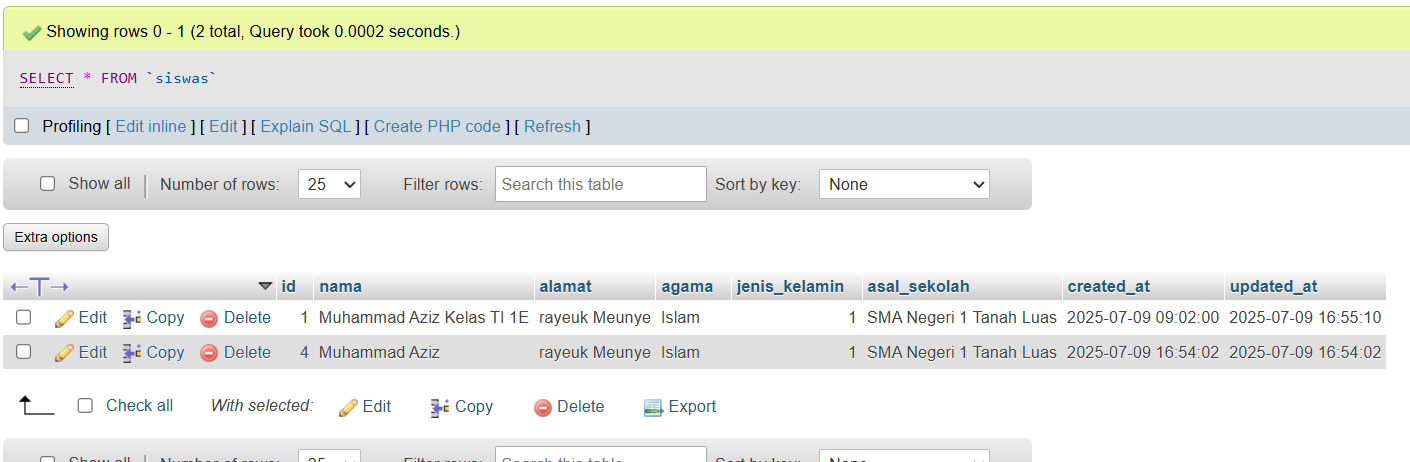 Showing rows 0 - 1 (2 total, Query took 0.0002 seconds.)
SELECT * FROM `siswas`
Profiling [ Edit inline ] [ Edit ] [ Explain SQL ] [ Create PHP code ] [ Refresh ]
Show all Number of rows: 25 Filter rows: Search this table Sort by key: None
Extra options
id nama alamat agama jenis_kelamin asal_sekolah created_at updated_at
Edit Copy Delete 1 Muhammad Aziz Kelas TI 1E rayeuk Meunye Islam 1 SMA Negeri 1 Tanah Luas 2025-07-09 09:02:00 2025-07-09 16:55:10
Edit Copy Delete 4 Muhammad Aziz rayeuk Meunye Islam 1 SMA Negeri 1 Tanah Luas 2025-07-09 16:54:02 2025-07-09 16:54:02
Check all With selected: Edit Copy Delete Export
Show all Number of rows: 25 Filter rows: Search this table Sort by key: None